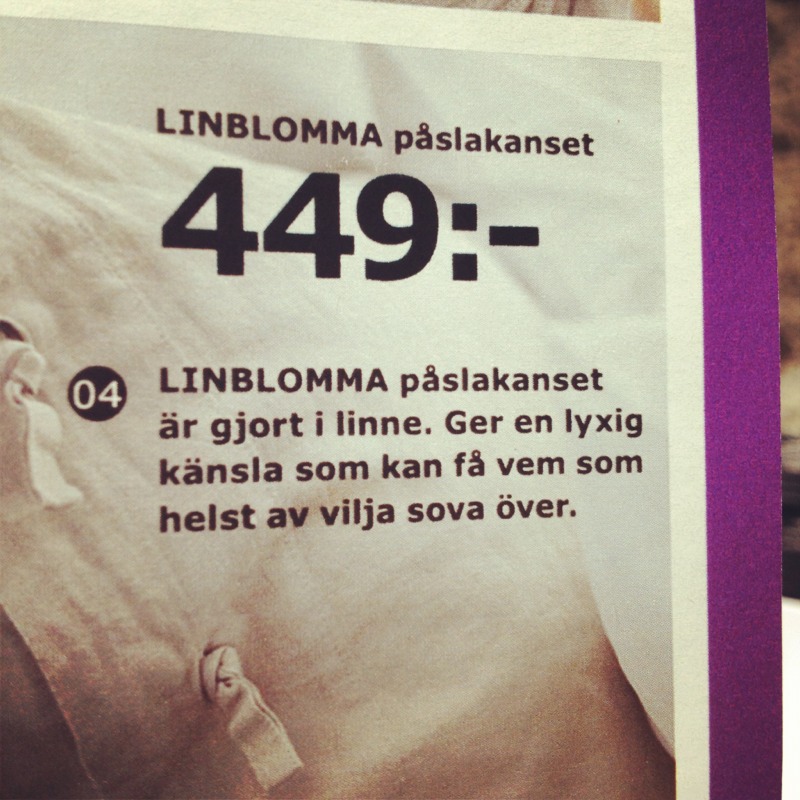 LINBLOMMA påslakanset
449:-
04
LINBLOMMA påslakanset
är gjort i linne. Ger en lyxig
känsla som kan få vem som
helst av vilja sova över.